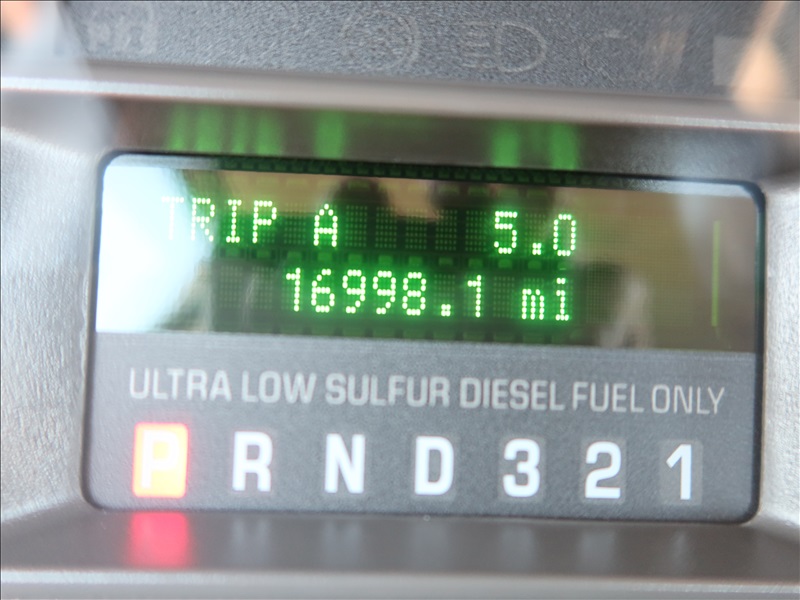 TRIP A 5.0
16998.1 mi
ULTRA LOW SULFUR DIESEL FUEL ONLY
P R N D 3 2 1